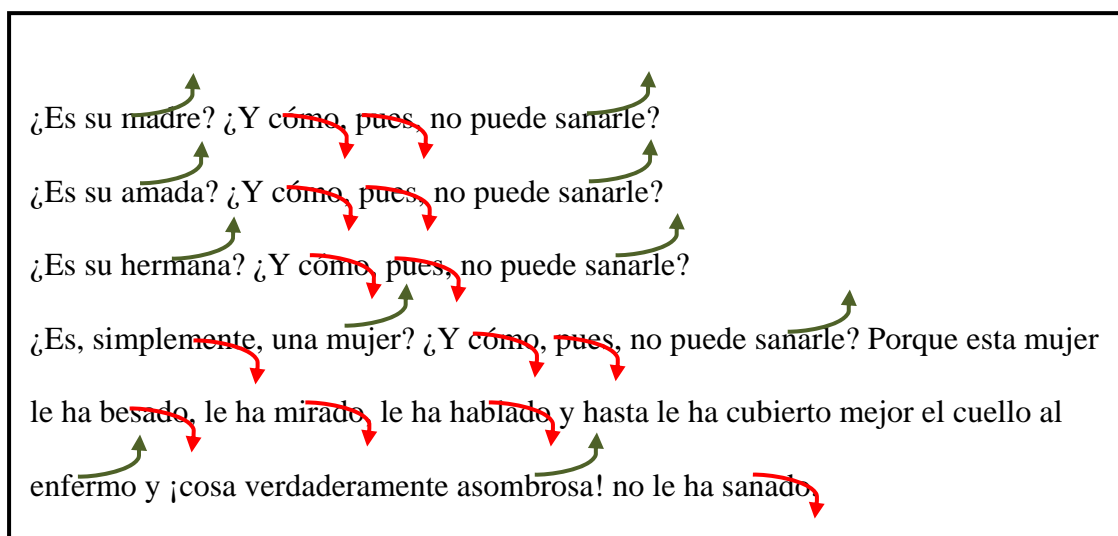 ¿Es su madre? ¿Y cómo, pues, no puede sanarle?
¿Es su amada? ¿Y cómo, pues, no puede sanarle?
¿Es su hermana? ¿Y cómo, pues, no puede sanarle?
¿Es, simplemente, una mujer? ¿Y cómo, pues, no puede sanarle? Porque esta mujer
le ha besado, le ha mirado, le ha hablado y hasta le ha cubierto mejor el cuello al
enfermo y ¡cosa verdaderamente asombrosa! no le ha sanado.